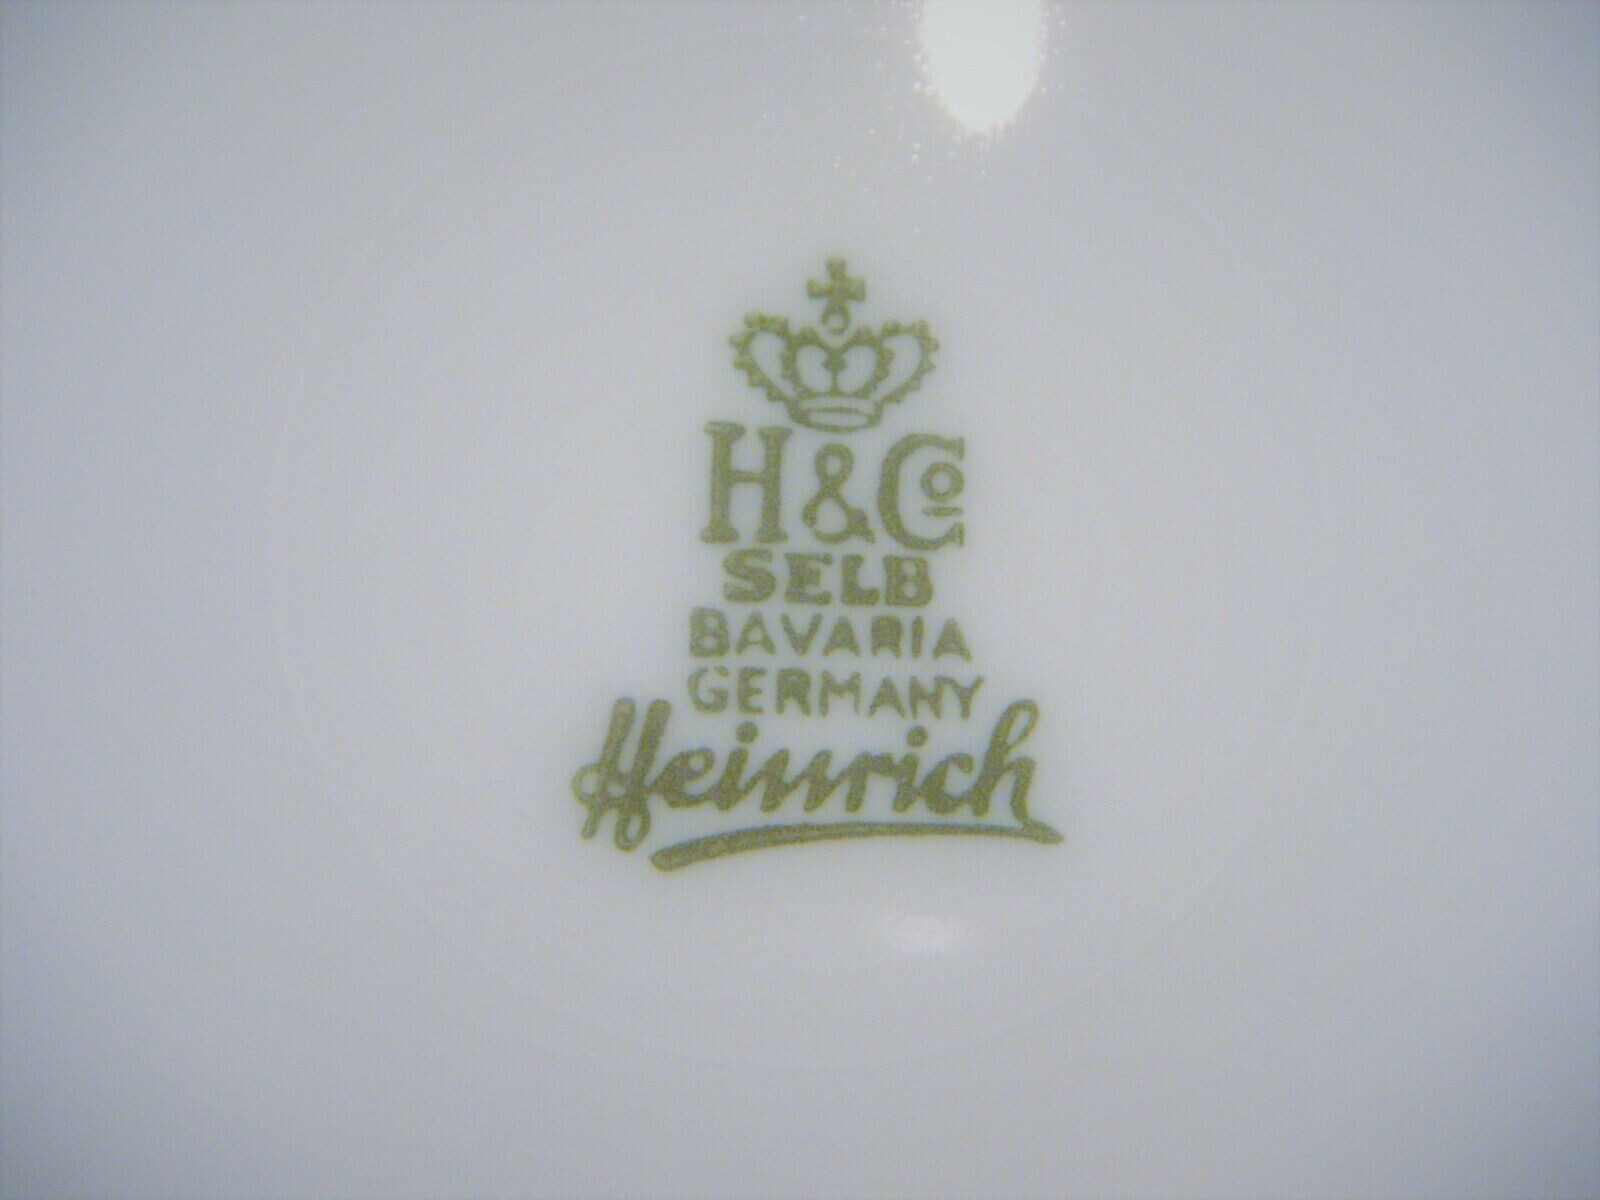 H&Co
SELB
BAVARIA
GERMANY
Heinrich